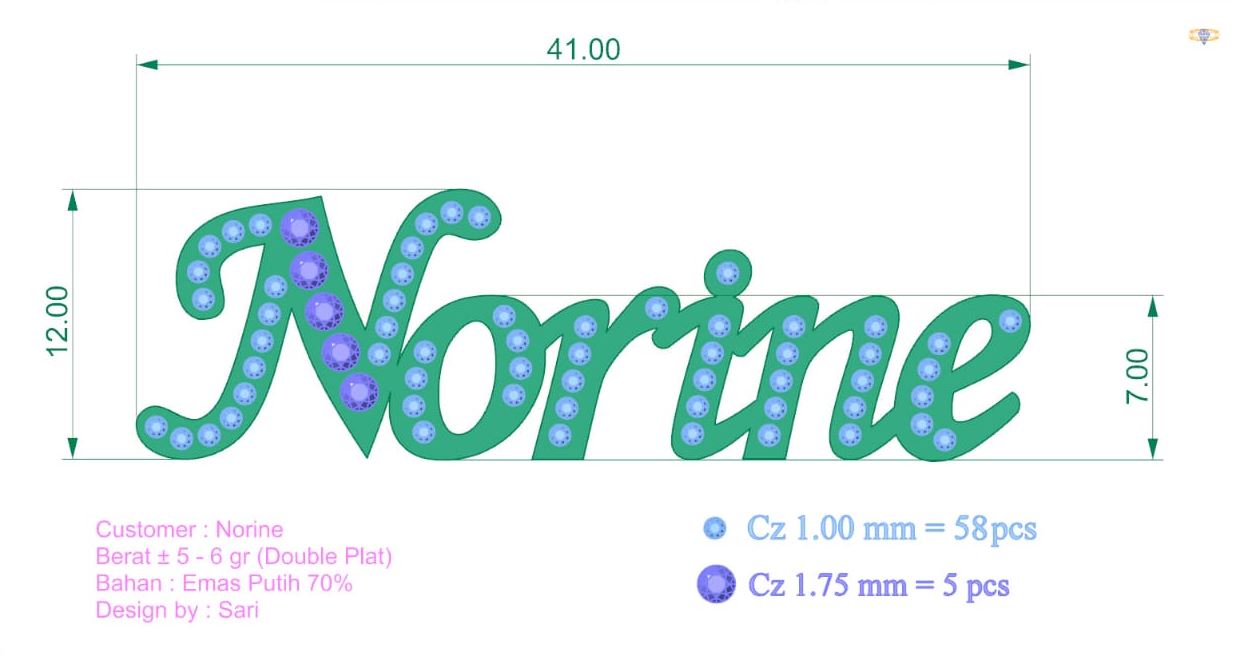 41.00
12.00
Norine
7.00
Customer : Norine
Berat ± 5 - 6 gr (Double Plat)
Bahan : Emas Putih 70%
Design by : Sari
Cz 1.00 mm = 58pcs
Cz 1.75 mm = 5 pcs